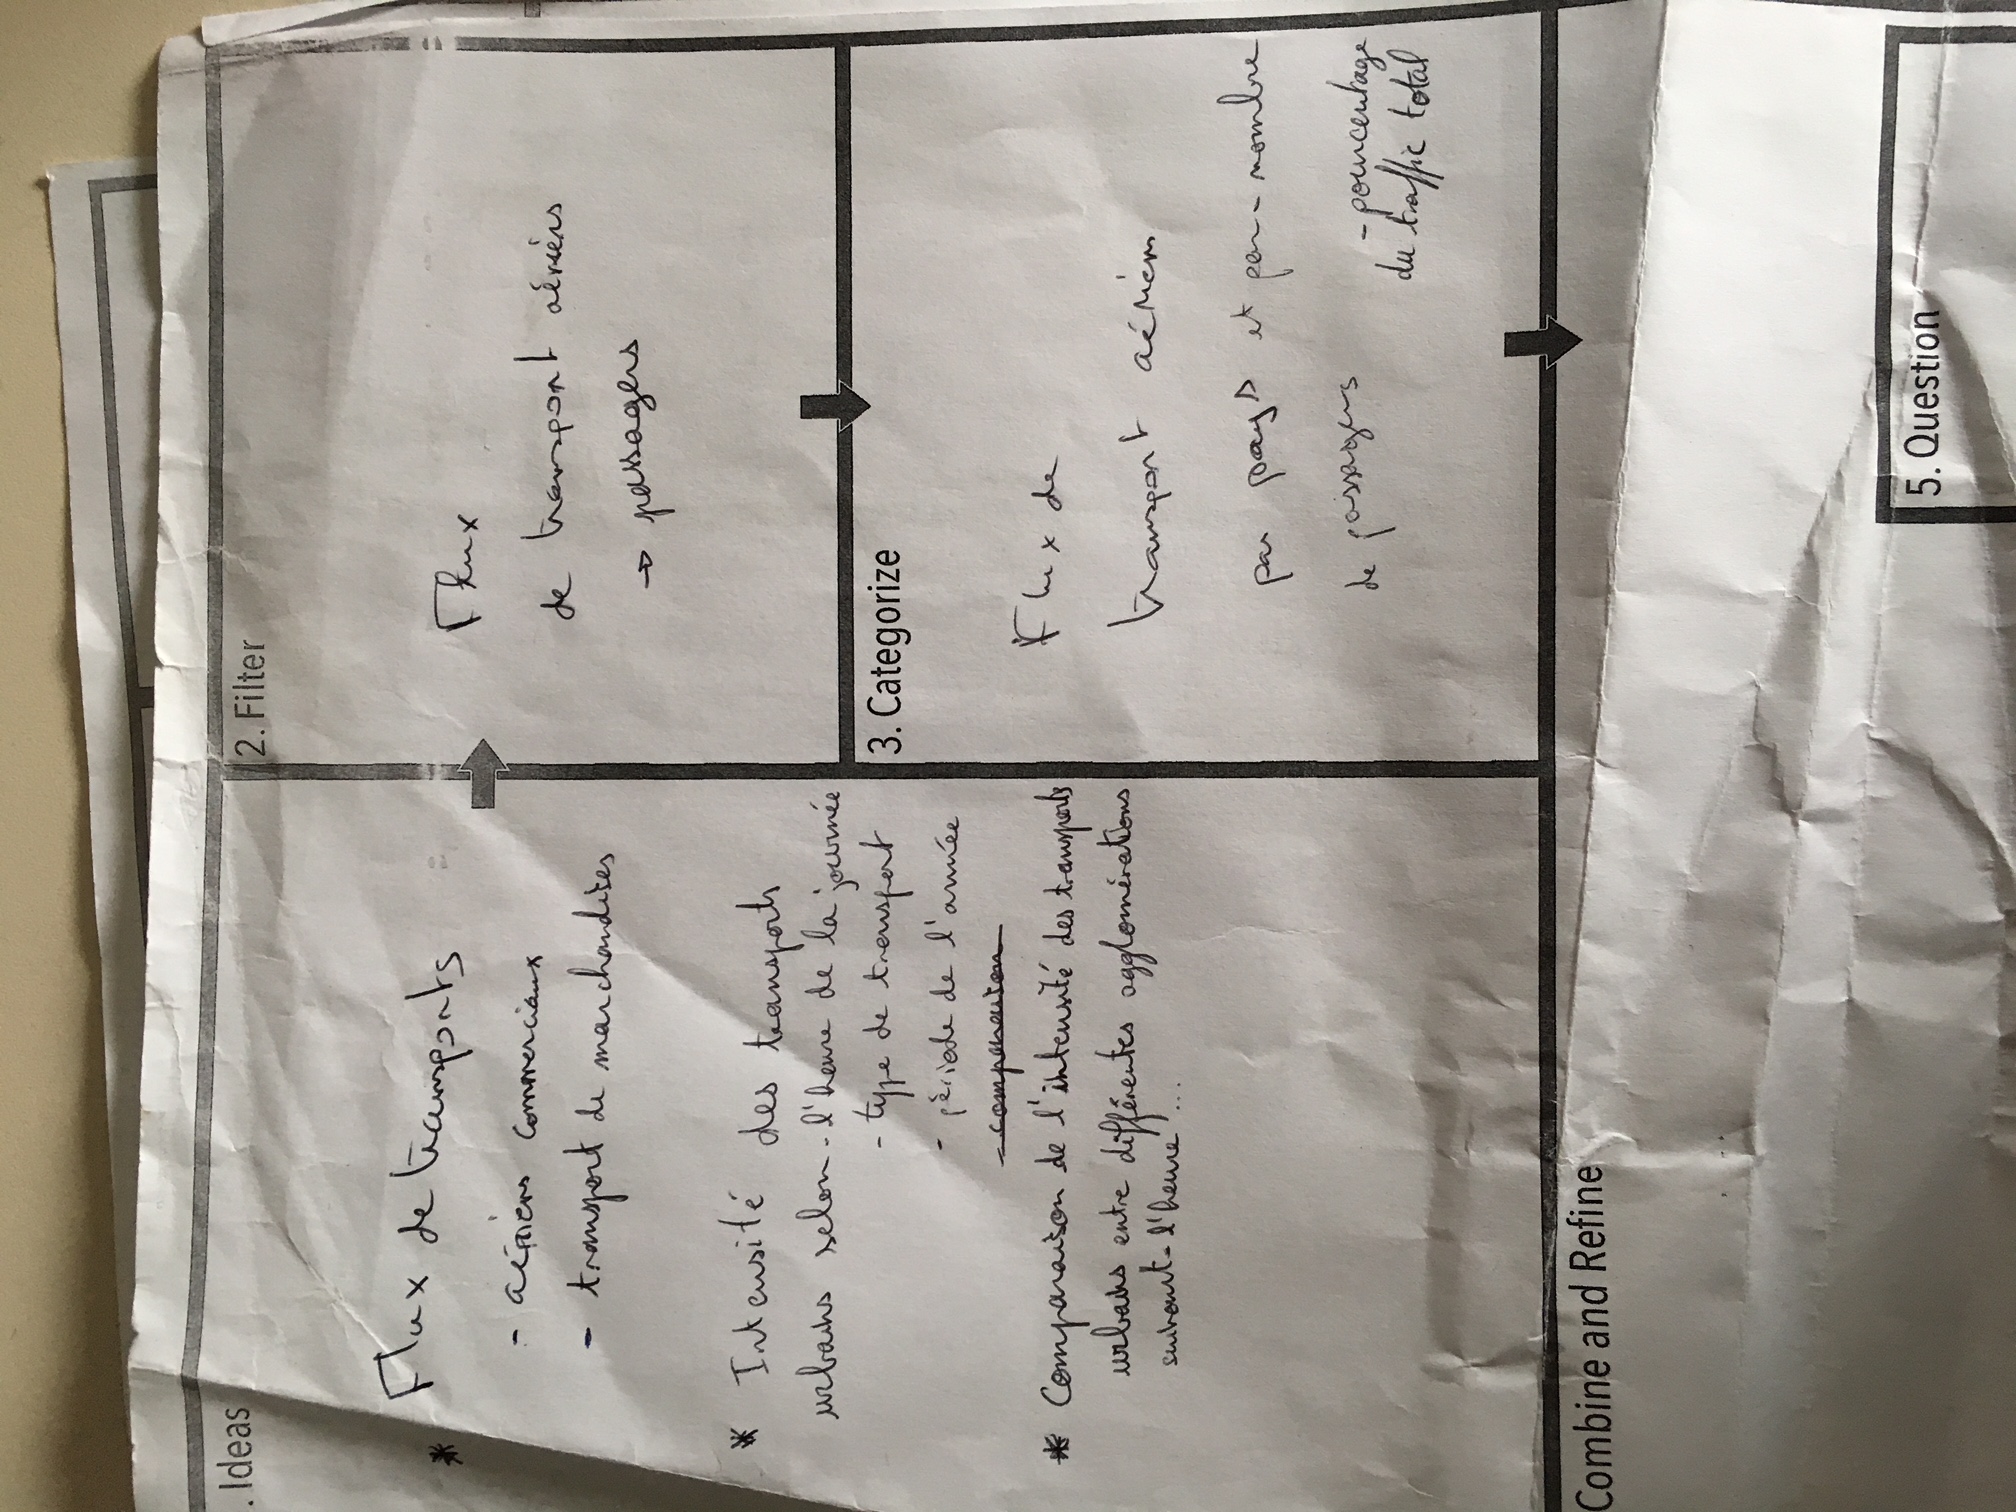 . Ideas
* Flux de transports
- aériens commerciaux
- transport de marchandises
* Intensité des transports
urbains selon - l'heure de la journée
- type de transport
- période de l'année
- comparaison
* Comparaison de l'intensité des transports
urbains entre différentes agglomérations
suivant l'heure ...
2. Filter
Flux
de transport aériens
→ passagers
3. Categorize
Flux de
transport aérien
par pays et par - nombre
de passagers
- pourcentage
du traffic total
Combine and Refine
5. Question